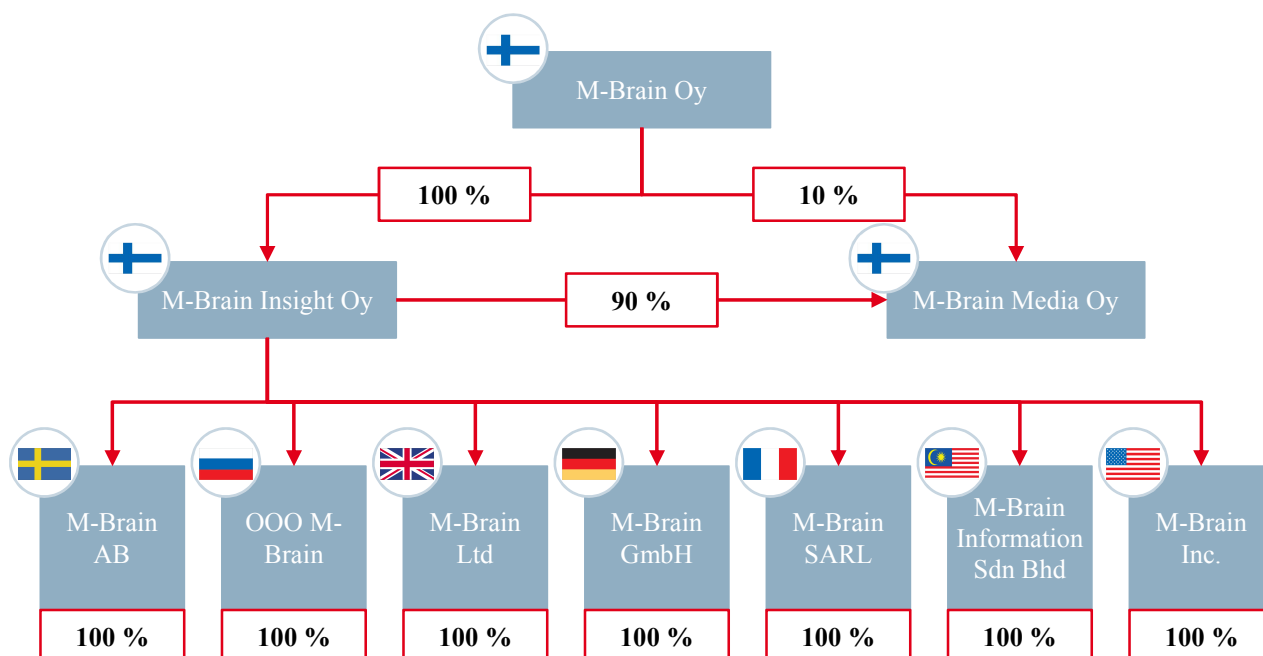 M-Brain Oy
100 %
10 %
M-Brain Insight Oy
90 %
M-Brain Media Oy
M-Brain
AB
OOO M-
Brain
M-Brain
Ltd
M-Brain
GmbH
M-Brain
SARL
M-Brain
Information
Sdn Bhd
M-Brain
Inc.
100 %
100 %
100 %
100 %
100 %
100 %
100 %